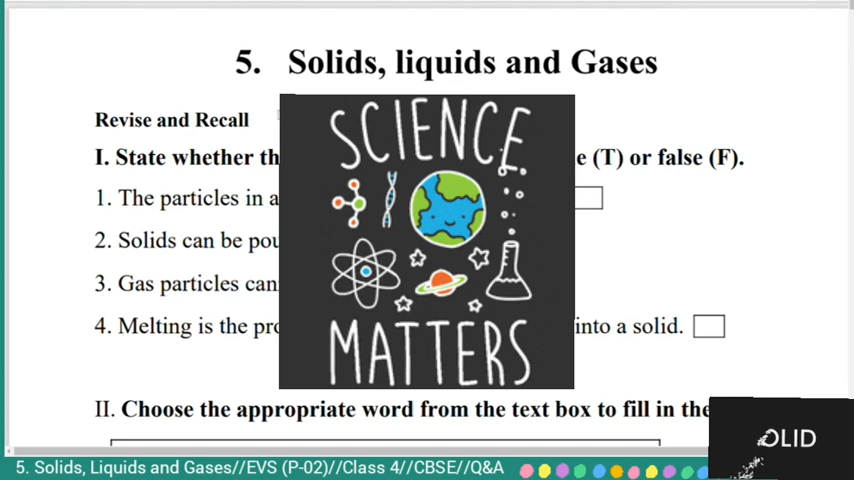 5. Solids, liquids and Gases
Revise and Recall
I. State whether th
e (T) or false (F).
1. The particles in a
2. Solids can be pou
3. Gas particles can
4. Melting is the pro
into a solid.
II. Choose the appropriate word from the text box to fill in the
SCIENCE
MATTERS
OLID
5. Solids, Liquids and Gases//EVS (P-02)//Class 4//CBSE//Q&A